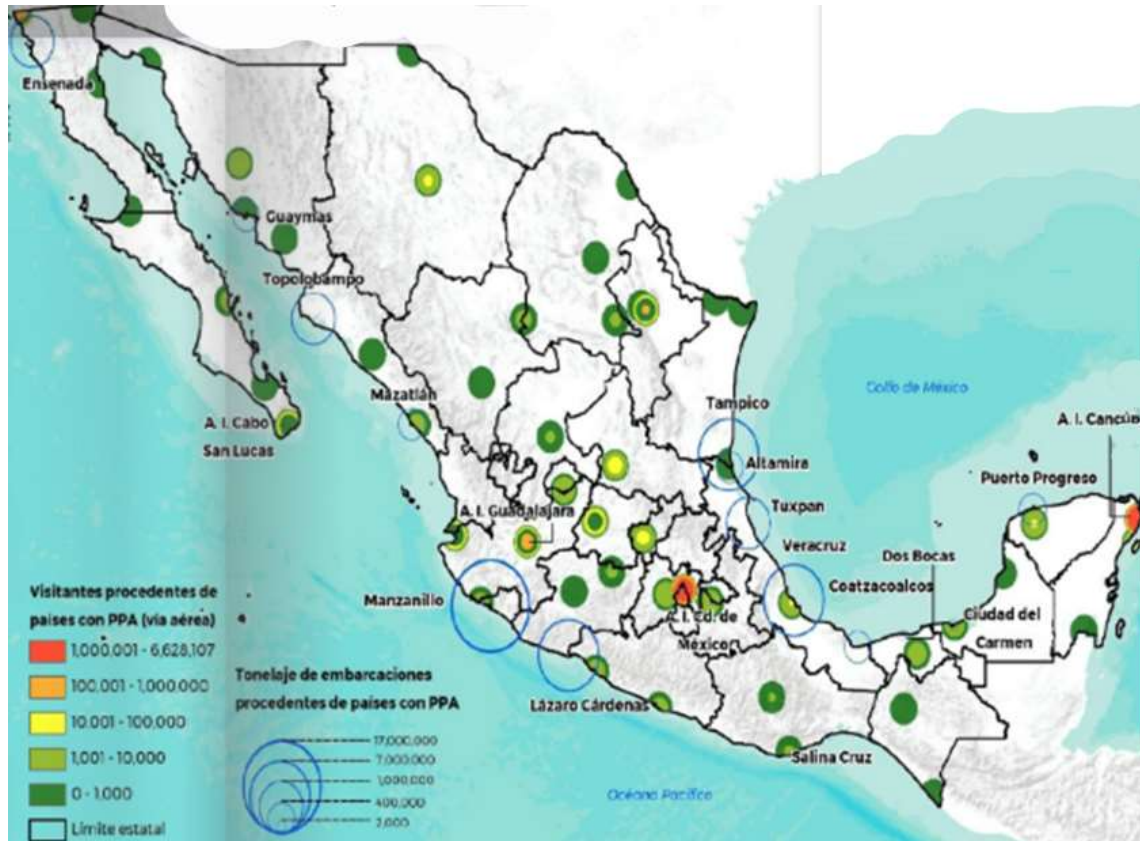 Ensenada
Guaymas
Topolobampo
A. I. Cabo
San Lucas
Mazatlán
Tampico
Altamira
Golfo de México
A. I. Cancún
Puerto Progreso
A. I. Guadalajara
Tuxpan
Veracruz
Dos Bocas
Coatzacoalcos
Manzanillo
A. I. Cd. de
México
Ciudad del
Carmen
Lázaro Cárdenas
Salina Cruz
Océano Pacífico
Visitantes procedentes de
países con PPA (vía aérea)
1,000,001 - 6,628,107
100,001 - 1,000,000
10,001 - 100,000
1,001 - 10,000
0 - 1,000
Límite estatal
Tonelaje de embarcaciones
procedentes de países con PPA
17,000,000
7,000,000
1,000,000
400,000
2,000